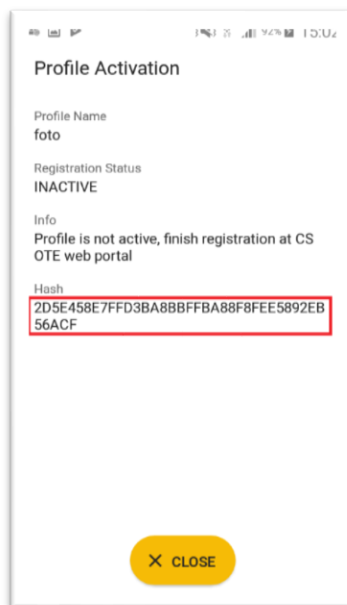 Profile Activation
Profile Name
foto
Registration Status
INACTIVE
Info
Profile is not active, finish registration at CS
OTE web portal
Hash
2D5E458E7FFD3BA8BBFFBA88F8FEE5892EB
56ACF
CLOSE